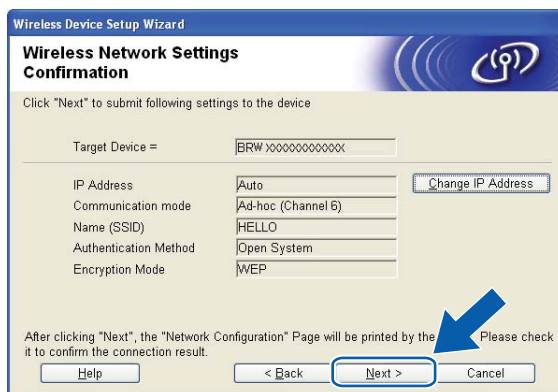 Wireless Device Setup Wizard
Wireless Network Settings
Confirmation
Click "Next" to submit following settings to the device
Target Device = BRW XXXXXXXXXXXX
IP Address Auto Change IP Address
Communication mode Ad-hoc (Channel 6)
Name (SSID) HELLO
Authentication Method Open System
Encryption Mode WEP
After clicking "Next", the "Network Configuration" Page will be printed by the Please check
it to confirm the connection result.
Help < Back Next > Cancel